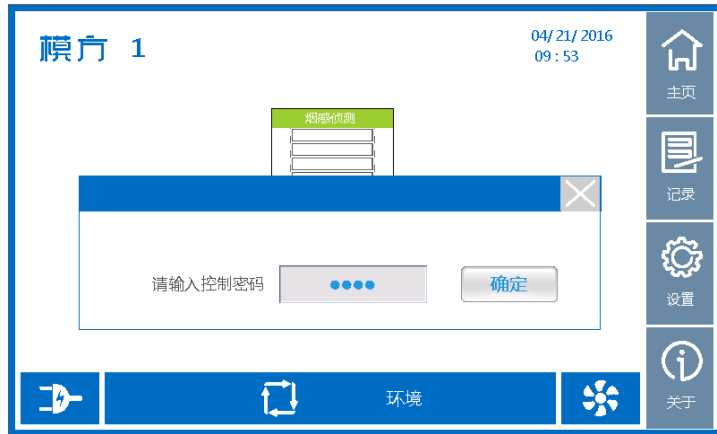 模方 1
04/21/2016
09:53
主页
烟感侦测
记录
请输入控制密码 ●●●● 确定
设置
环境
关于